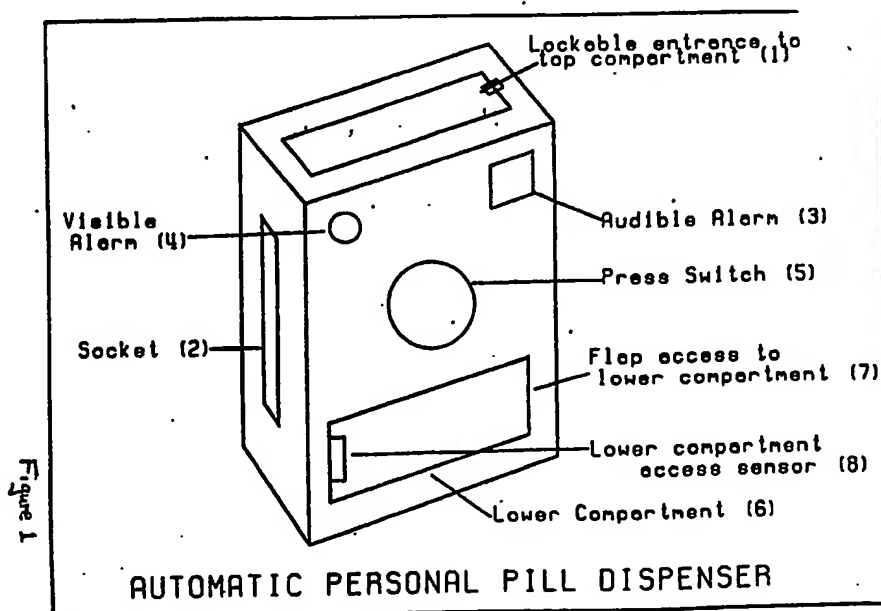 Lockable entrance to
top compartment (1)
Visible
Alarm (4)
Audible Alarm (3)
Press Switch (5)
Socket (2)
Flap access to
lower compartment (7)
Lower compartment
access sensor (8)
Lower Compartment (6)
Figure 1
AUTOMATIC PERSONAL PILL DISPENSER